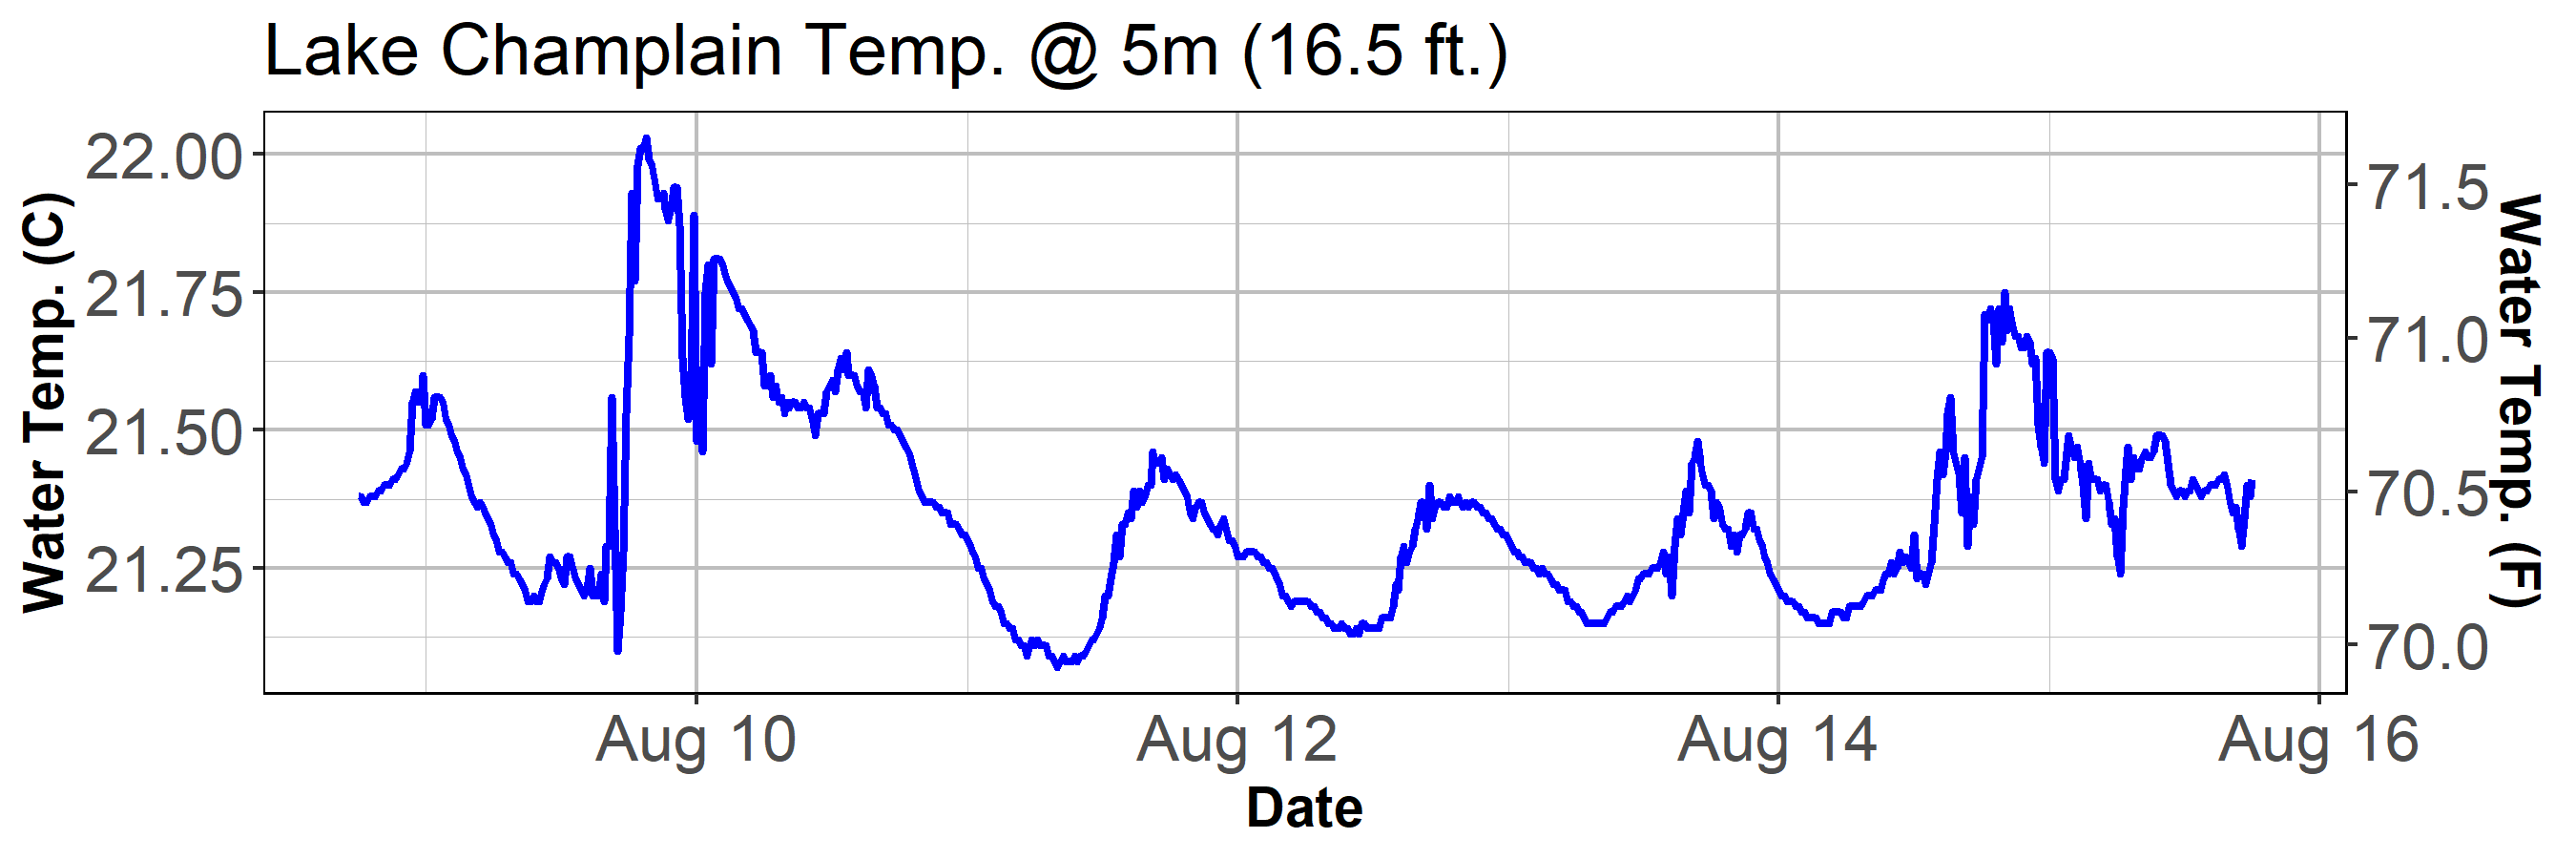 Lake Champlain Temp. @ 5m (16.5 ft.)
Water Temp. (C)
22.00
21.75
21.50
21.25
71.5
71.0
70.5
70.0
Water Temp. (F)
Aug 10 Aug 12 Aug 14 Aug 16
Date